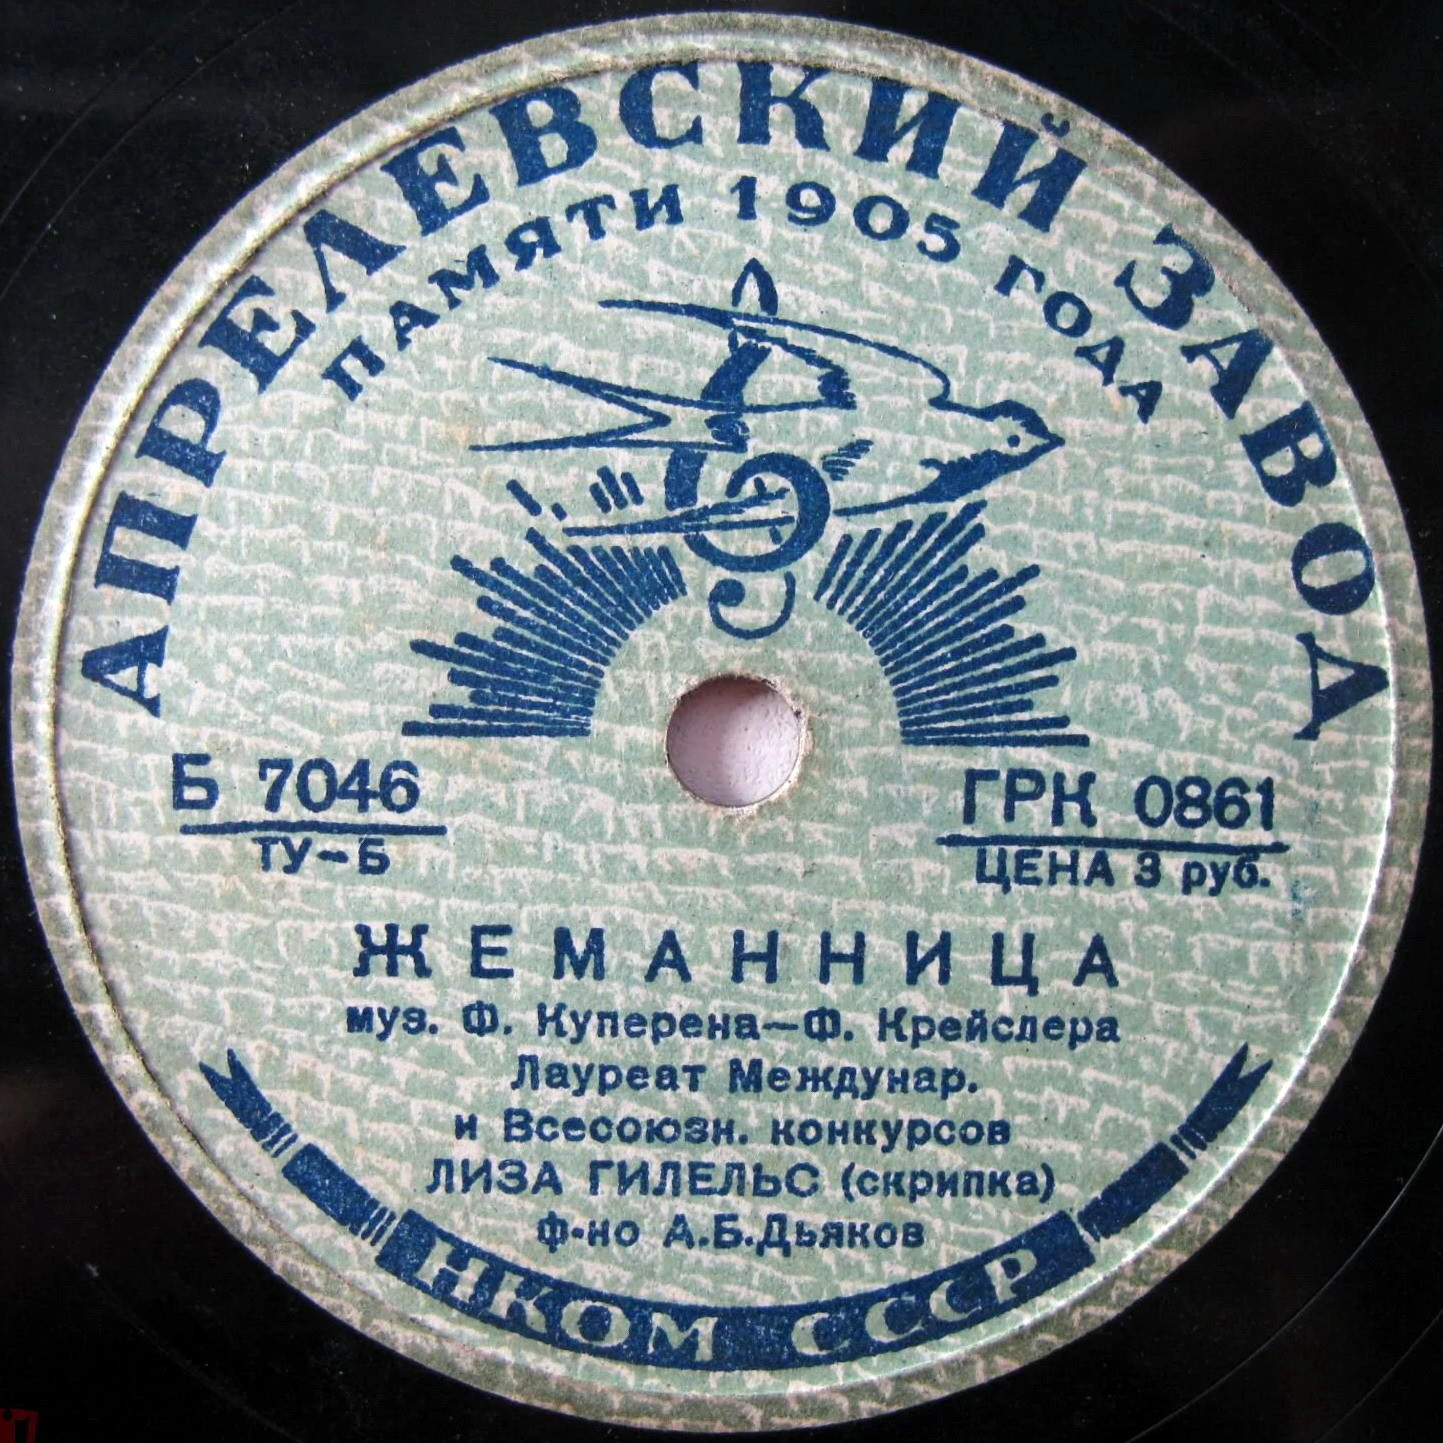 АПРЕЛЕВСКИЙ ЗАВОД
ПАМЯТИ 1905 ГОДА
Б 7046
ТУ-Б
ГРК 0861
ЦЕНА 3 руб.
ЖЕМАННИЦА
муз. Ф. Куперена—Ф. Крейслера
Лауреат Междунар.
и Всесоюзн. конкурсов
ЛИЗА ГИЛЕЛЬС (скрипка)
ф-но А.Б.Дьяков
НКОМ СССР